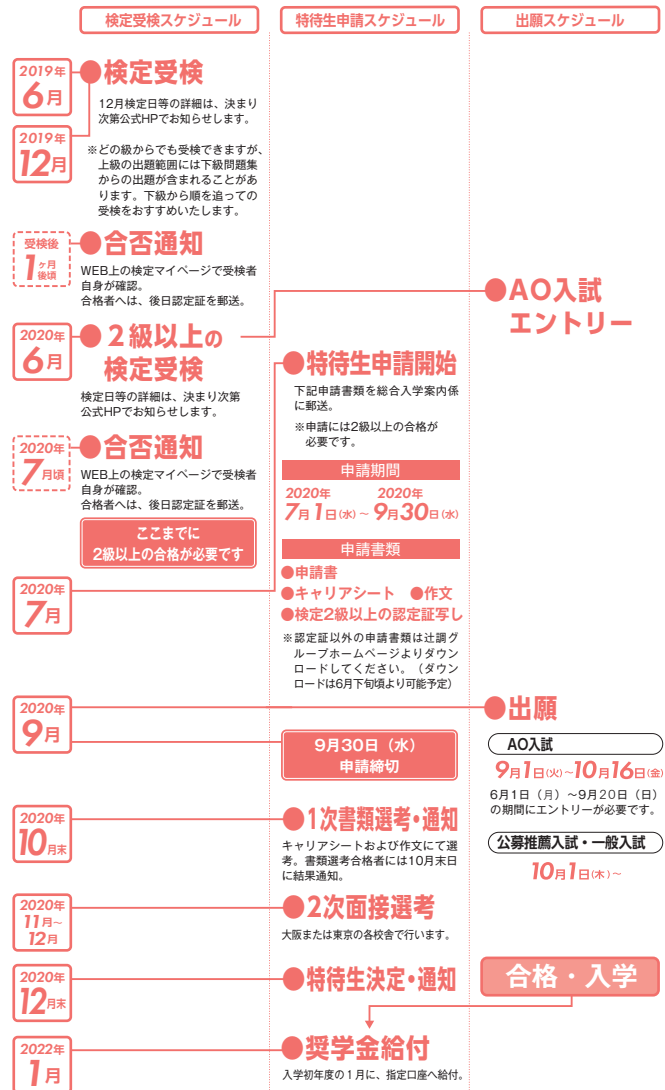 検定受検スケジュール
特待生申請スケジュール
出願スケジュール
2019年
6月
●検定受検
12月検定日等の詳細は、決まり
次第公式HPでお知らせします。
2019年
12月
※どの級からでも受検できますが、
上級の出題範囲には下級問題集
からの出題が含まれることがあ
ります。下級から順を追っての
受検をおすすめいたします。
受検後
1ヶ月後頃
●合否通知
WEB上の検定マイページで受検者
自身が確認。
合格者へは、後日認定証を郵送。
●AO入試
エントリー
2020年
6月
●2級以上の
検定受検
検定日等の詳細は、決まり次第
公式HPでお知らせします。
●特待生申請開始
下記申請書類を総合入学案内係
に郵送。
※申請には2級以上の合格が
必要です。
2020年
7月頃
●合否通知
WEB上の検定マイページで受検者
自身が確認。
合格者へは、後日認定証を郵送。
ここまでに
2級以上の合格が必要です
申請期間
2020年 2020年
7月1日(水)~9月30日(水)
申請書類
●申請書
●キャリアシート ●作文
●検定2級以上の認定証写し
※認定証以外の申請書類は辻調グ
ループホームページよりダウン
ロードしてください。(ダウン
ロードは6月下旬頃より可能予定)
2020年
7月
2020年
9月
9月30日(水)
申請締切
●出願
AO入試
9月1日(火)~10月16日(金)
6月1日(月)~9月20日(日)
の期間にエントリーが必要です。
公募推薦入試・一般入試
10月1日(木)~
2020年
10月末
●1次書類選考・通知
キャリアシートおよび作文にて選
考。書類選考合格者には10月末日
に結果通知。
2020年
11月~
12月
●2次面接選考
大阪または東京の各校舎で行います。
2020年
12月末
●特待生決定・通知
合格・入学
2022年
1月
●奨学金給付
入学初年度の1月に、指定口座へ給付。